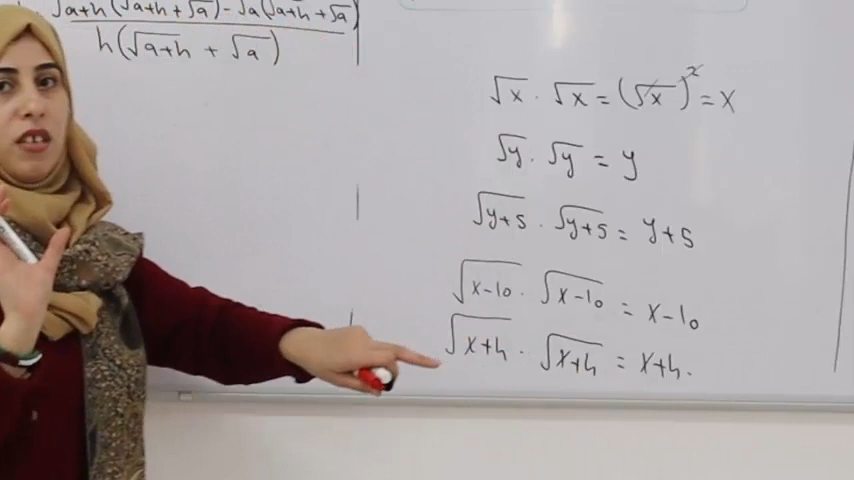 √a+h (√a+h + √a) - √a (√a+h + √a)
h(√a+h + √a)
√x · √x = (√x)² = x
√y · √y = y
√y+5 · √y+5 = y+5
√x-10 · √x-10 = x-10
√x+h · √x+h = x+h.